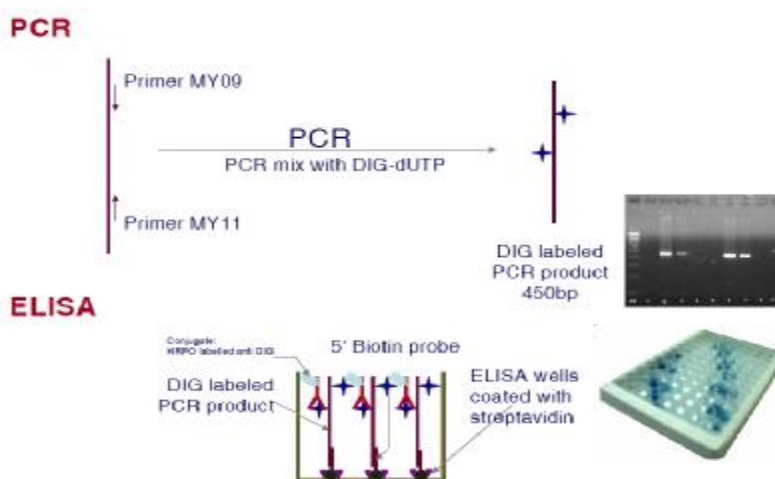 PCR
Primer MY09
PCR
PCR mix with DIG-dUTP
Primer MY11
DIG labeled
PCR product
450bp
ELISA
Conjugate:
HRPO labelled anti DIG
5' Biotin probe
DIG labeled
PCR product
ELISA wells
coated with
streptavidin